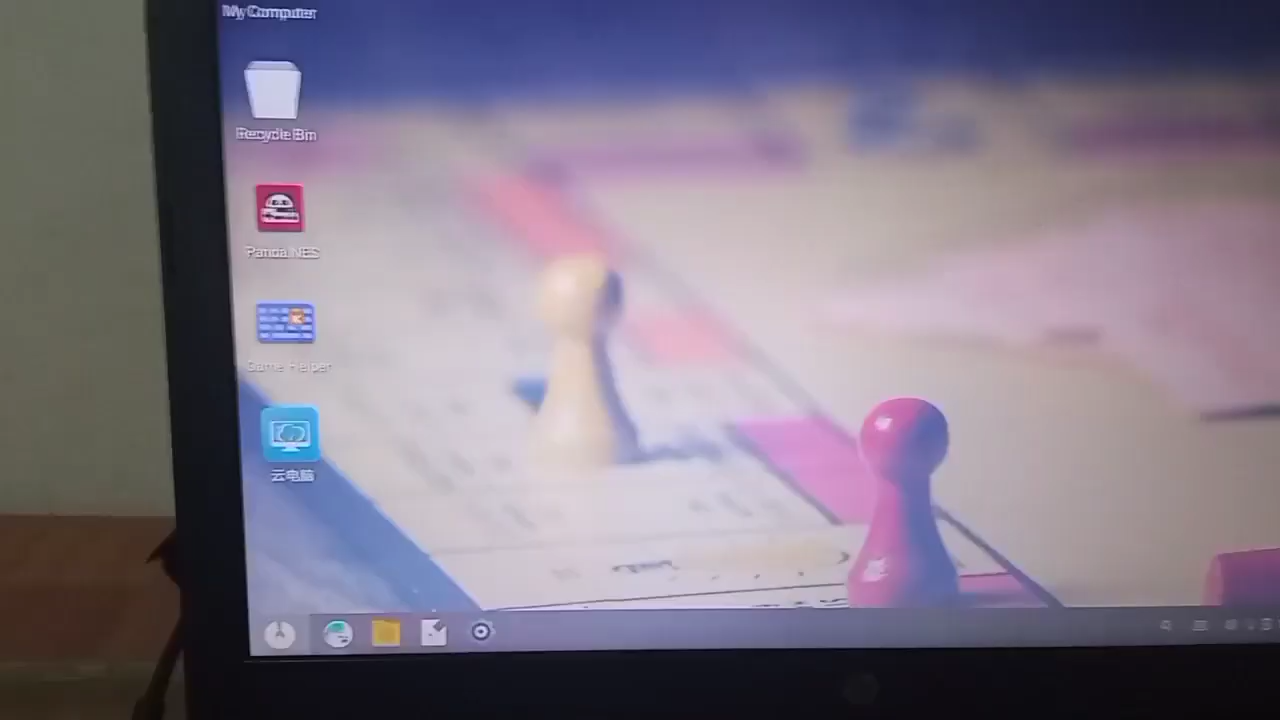 My Computer
Recycle Bin
Panda NES
Game Helper
云电脑